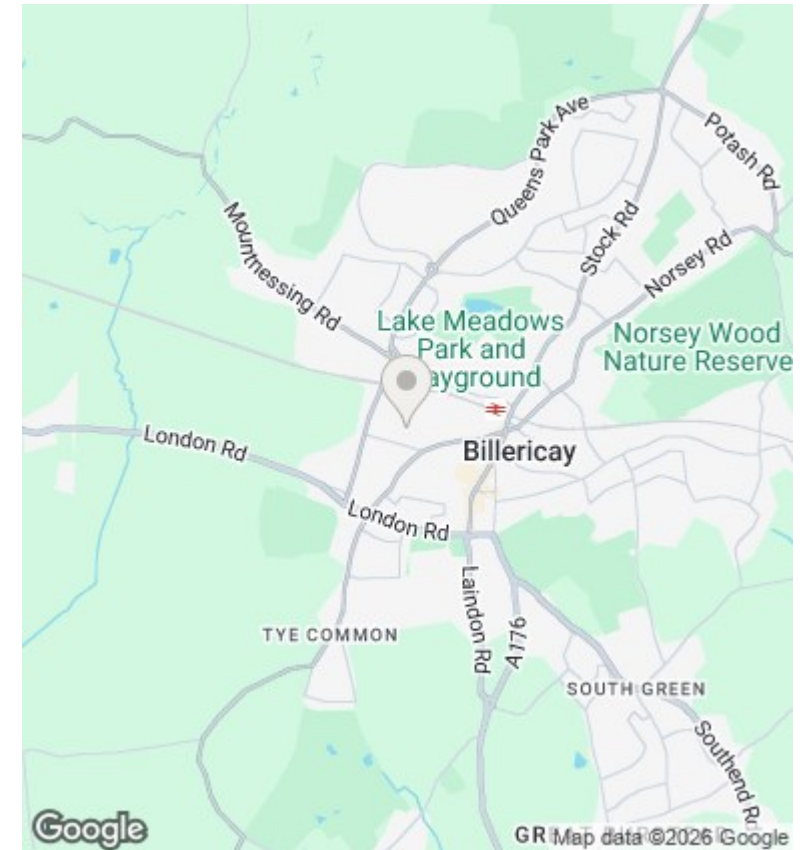 Queens Park Ave
Potash Rd
Mountnessing Rd
Stock Rd
Norsey Rd
Lake Meadows
Park and
ayground
Norsey Wood
Nature Reserve
London Rd
Billericay
London Rd
Laindon Rd
A176
TYE COMMON
SOUTH GREEN
Southend Rd
Google
GR
Map data ©2026 Google